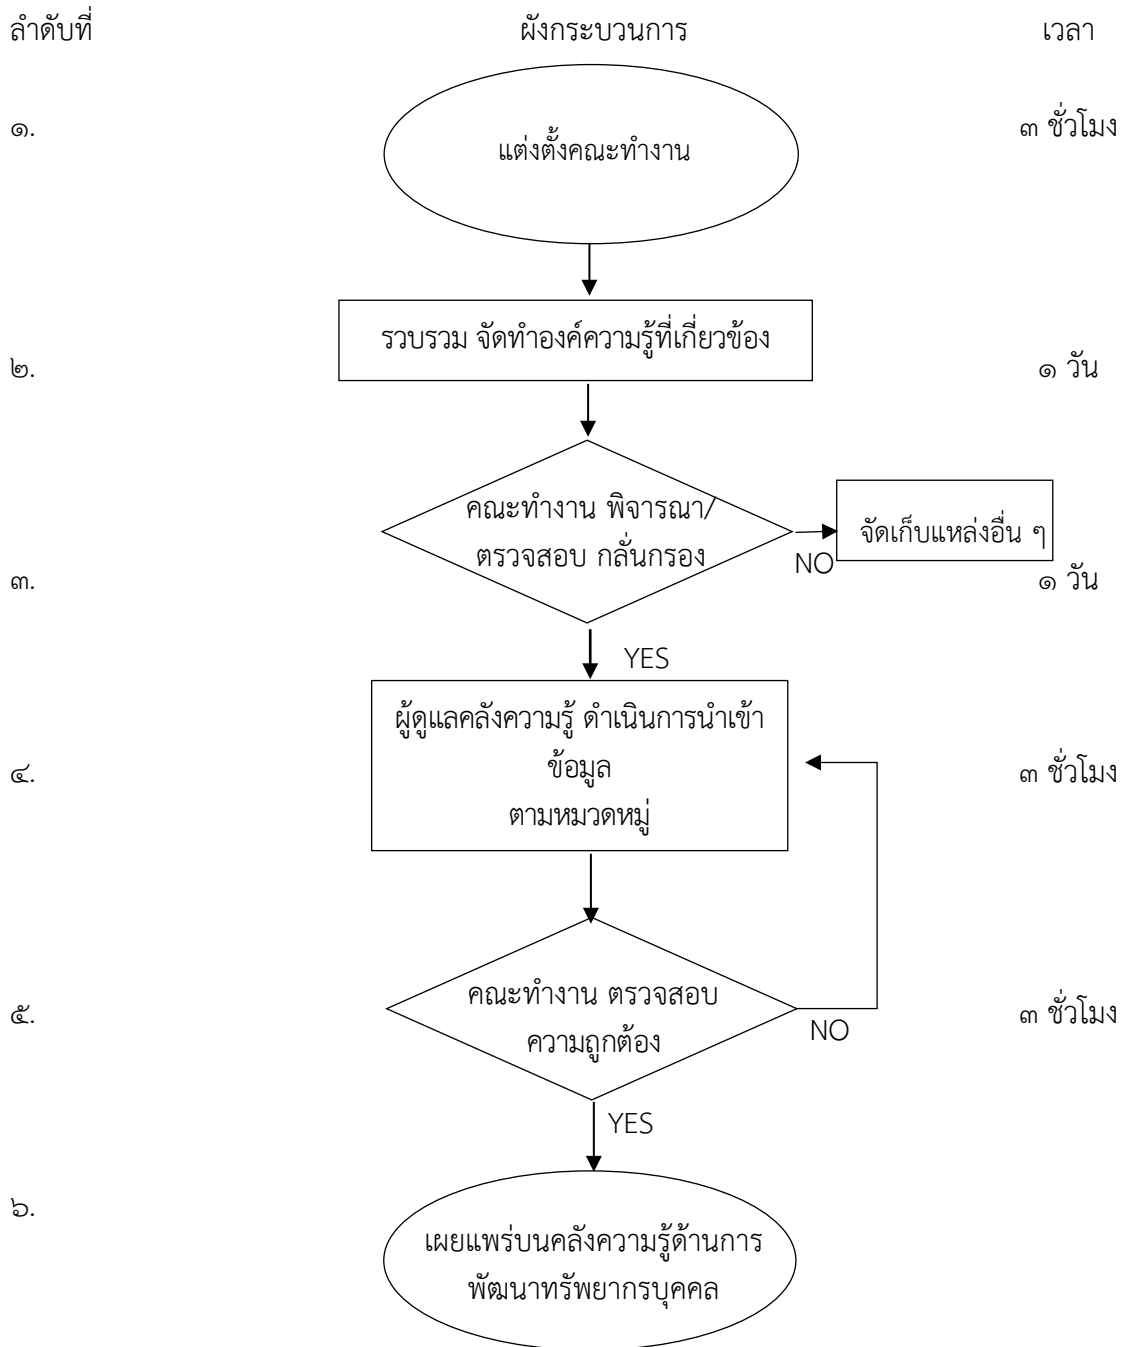 ลำดับที่ ผังกระบวนการ เวลา
๑. แต่งตั้งคณะทำงาน ๓ ชั่วโมง
รวบรวม จัดทำองค์ความรู้ที่เกี่ยวข้อง
๒. ๑ วัน
คณะทำงาน พิจารณา/
ตรวจสอบ กลั่นกรอง
จัดเก็บแหล่งอื่น ๆ
NO
๓. ๑ วัน
YES
ผู้ดูแลคลังความรู้ ดำเนินการนำเข้า
ข้อมูล
ตามหมวดหมู่
๔. ๓ ชั่วโมง
คณะทำงาน ตรวจสอบ
ความถูกต้อง
๕. ๓ ชั่วโมง
NO
YES
๖.
เผยแพร่บนคลังความรู้ด้านการ
พัฒนาทรัพยากรบุคคล